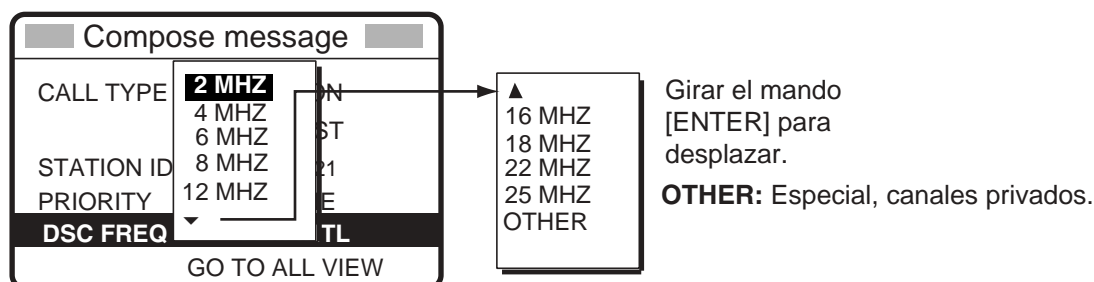 Compose message
CALL TYPE ON
ST
STATION ID 21
PRIORITY E
DSC FREQ TL
GO TO ALL VIEW
2 MHZ
4 MHZ
6 MHZ
8 MHZ
12 MHZ
16 MHZ
18 MHZ
22 MHZ
25 MHZ
OTHER
Girar el mando
[ENTER] para
desplazar.
OTHER: Especial, canales privados.